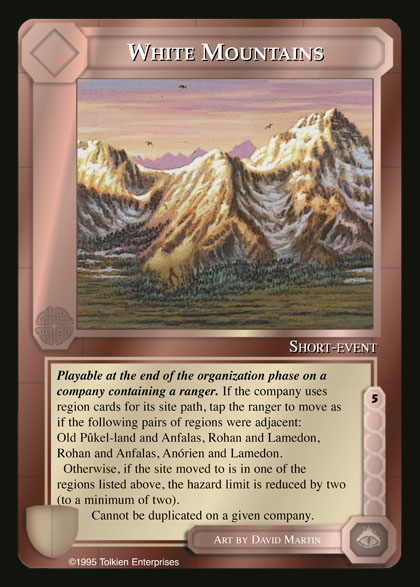 White Mountains
Short-event
Playable at the end of the organization phase on a
company containing a ranger. If the company uses
region cards for its site path, tap the ranger to move as
if the following pairs of regions were adjacent:
Old Pûkel-land and Anfalas, Rohan and Lamedon,
Rohan and Anfalas, Anórien and Lamedon.
Otherwise, if the site moved to is in one of the
regions listed above, the hazard limit is reduced by two
(to a minimum of two).
Cannot be duplicated on a given company.
5
Art by David Martin
©1995 Tolkien Enterprises